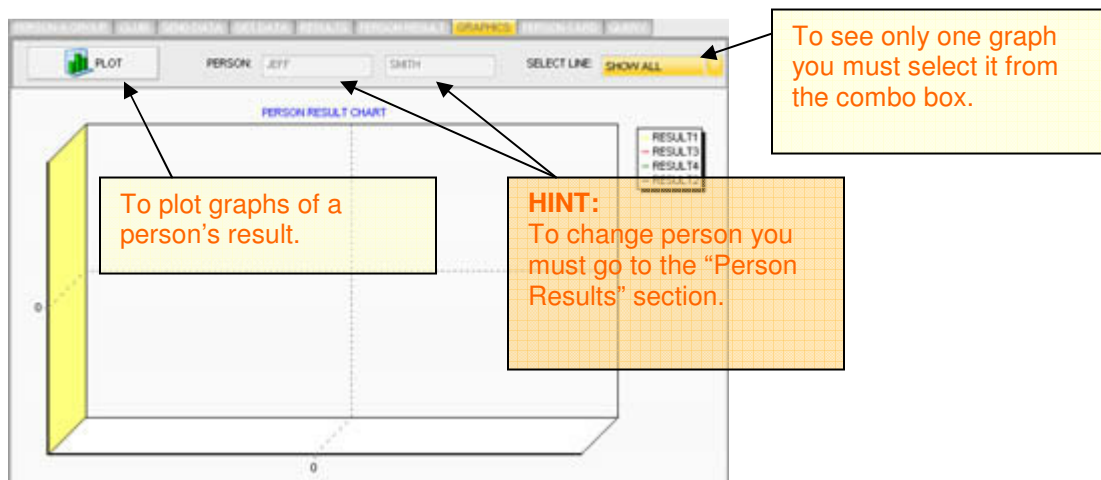 GRAPHICS
PLOT
PERSON: JEFF SMITH
SELECT LINE: SHOW ALL
To see only one graph
you must select it from
the combo box.
PERSON RESULT CHART
RESULT1
RESULT3
RESULT4
RESULT2
To plot graphs of a
person’s result.
HINT:
To change person you
must go to the “Person
Results” section.
0
0